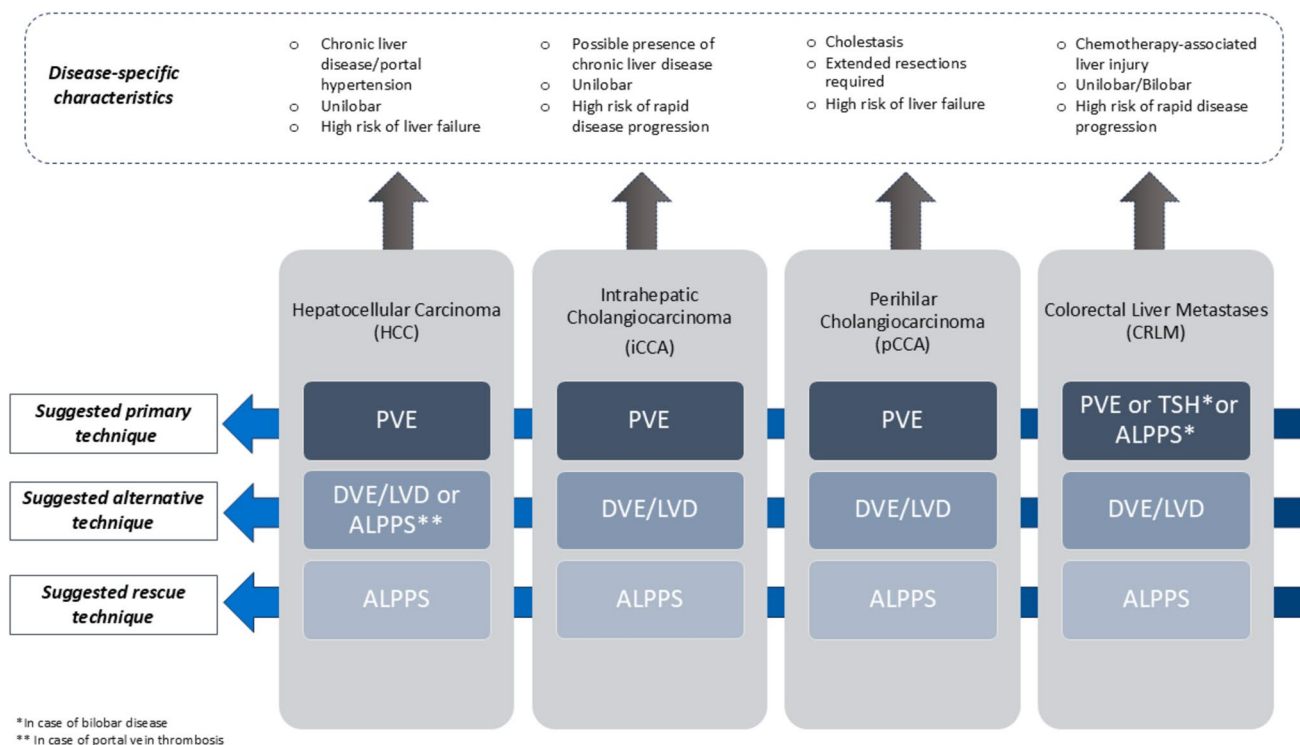 Disease-specific
characteristics
o Chronic liver
disease/portal
hypertension
o Unilobar
o High risk of liver failure
o Possible presence of
chronic liver disease
o Unilobar
o High risk of rapid
disease progression
o Cholestasis
o Extended resections
required
o High risk of liver failure
o Chemotherapy-associated
liver injury
o Unilobar/Bilobar
o High risk of rapid disease
progression
Hepatocellular Carcinoma
(HCC)
Intrahepatic
Cholangiocarcinoma
(iCCA)
Perihilar
Cholangiocarcinoma
(pCCA)
Colorectal Liver Metastases
(CRLM)
Suggested primary
technique
PVE
PVE
PVE
PVE or TSH*or
ALPPS*
Suggested alternative
technique
DVE/LVD or
ALPPS**
DVE/LVD
DVE/LVD
DVE/LVD
Suggested rescue
technique
ALPPS
ALPPS
ALPPS
ALPPS
*In case of bilobar disease
** In case of portal vein thrombosis